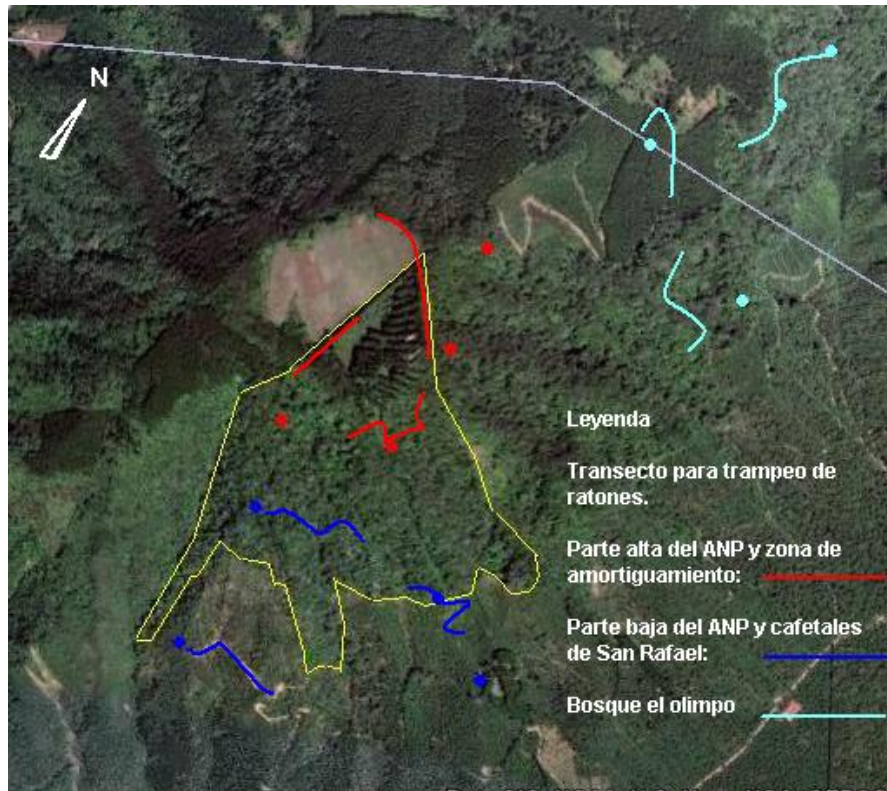 N
Leyenda
Transecto para trampeo de
ratones.
Parte alta del ANP y zona de
amortiguamiento:
Parte baja del ANP y cafetales
de San Rafael:
Bosque el olimpo